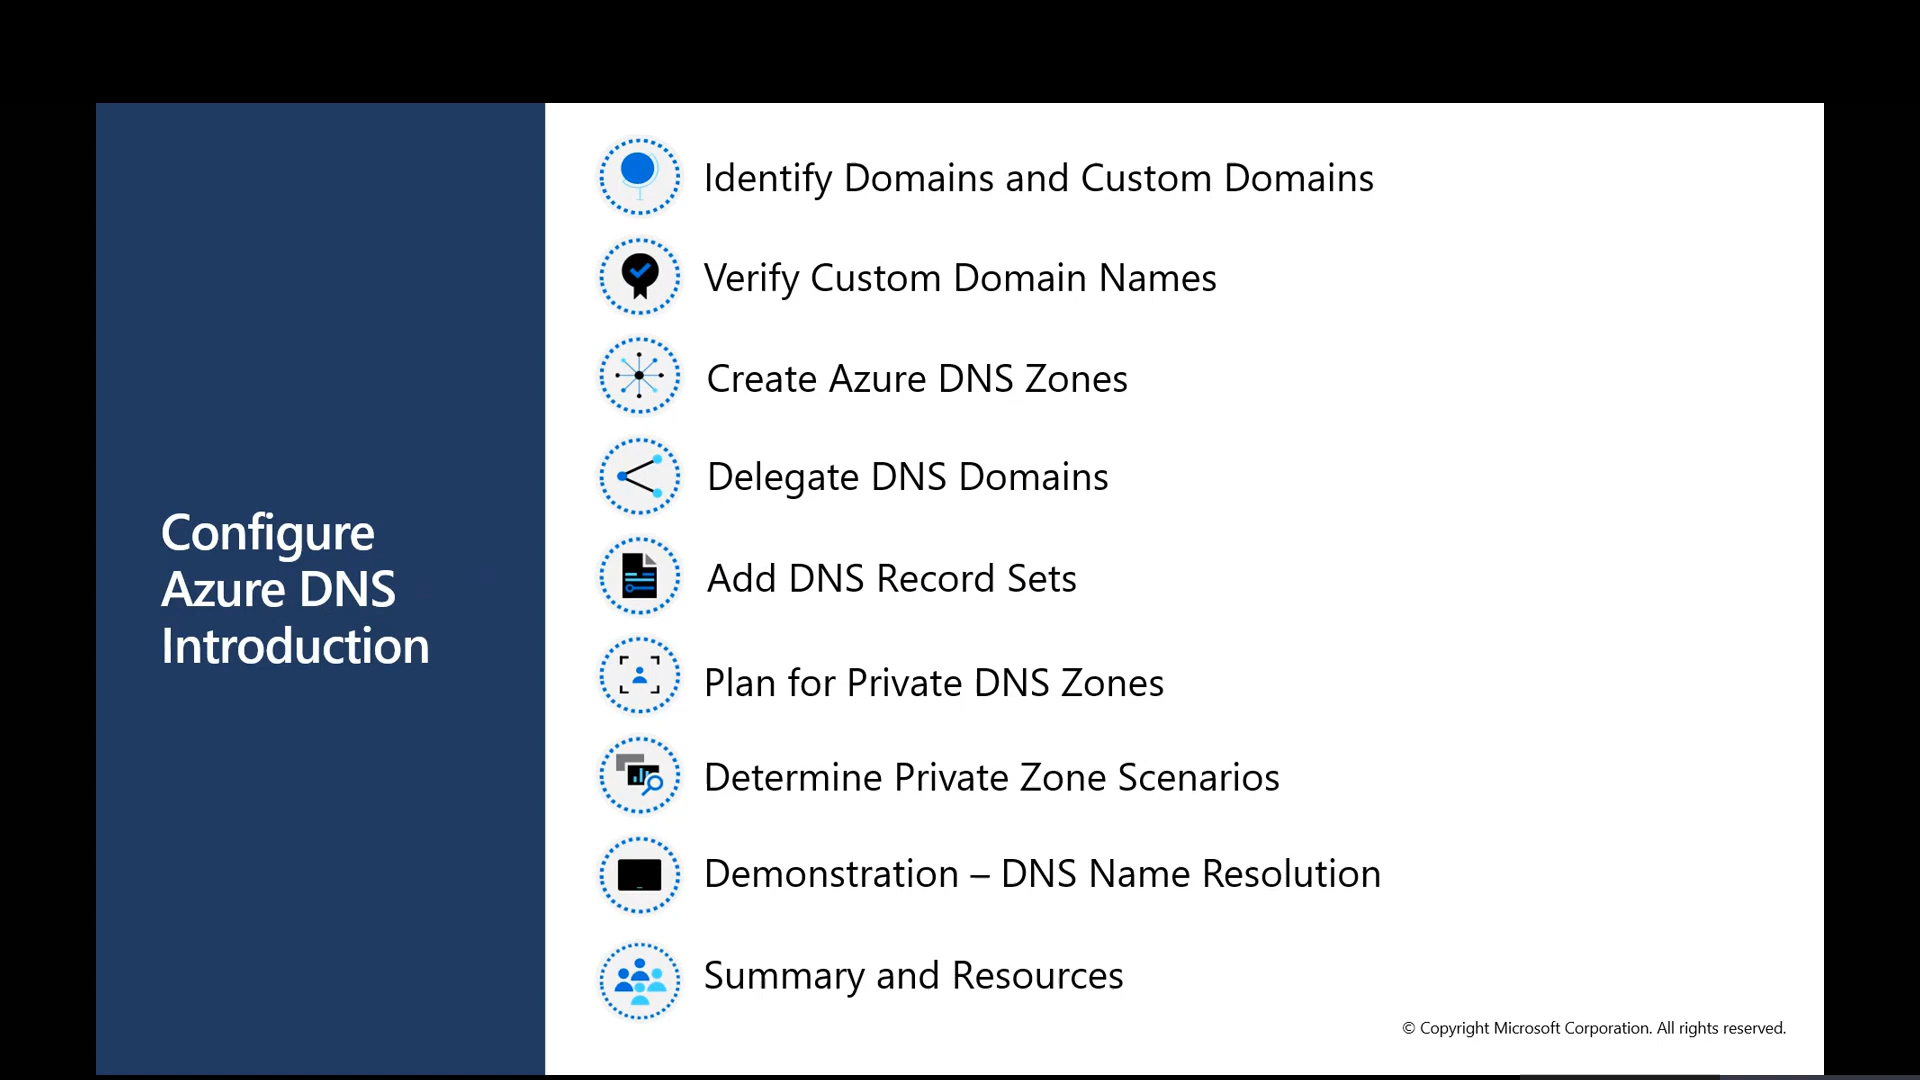 Configure
Azure DNS
Introduction
Identify Domains and Custom Domains
Verify Custom Domain Names
Create Azure DNS Zones
Delegate DNS Domains
Add DNS Record Sets
Plan for Private DNS Zones
Determine Private Zone Scenarios
Demonstration – DNS Name Resolution
Summary and Resources
© Copyright Microsoft Corporation. All rights reserved.